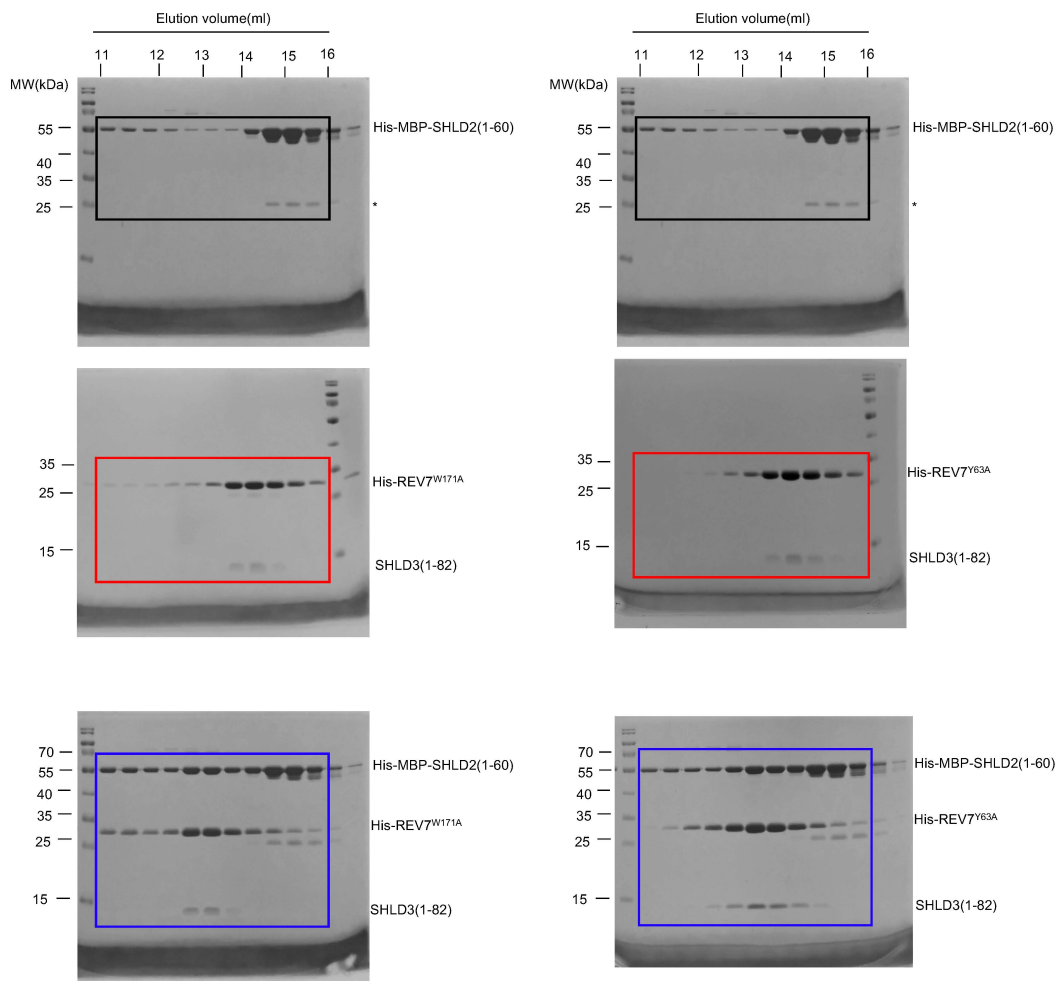 Elution volume(ml)
11 12 13 14 15 16
MW(kDa)
55
40
35
25
His-MBP-SHLD2(1-60)
*
Elution volume(ml)
11 12 13 14 15 16
MW(kDa)
55
40
35
25
His-MBP-SHLD2(1-60)
*
35
25
15
His-REV7W171A
SHLD3(1-82)
35
25
15
His-REV7Y63A
SHLD3(1-82)
70
55
40
35
25
15
His-MBP-SHLD2(1-60)
His-REV7W171A
SHLD3(1-82)
70
55
40
35
25
15
His-MBP-SHLD2(1-60)
His-REV7Y63A
SHLD3(1-82)